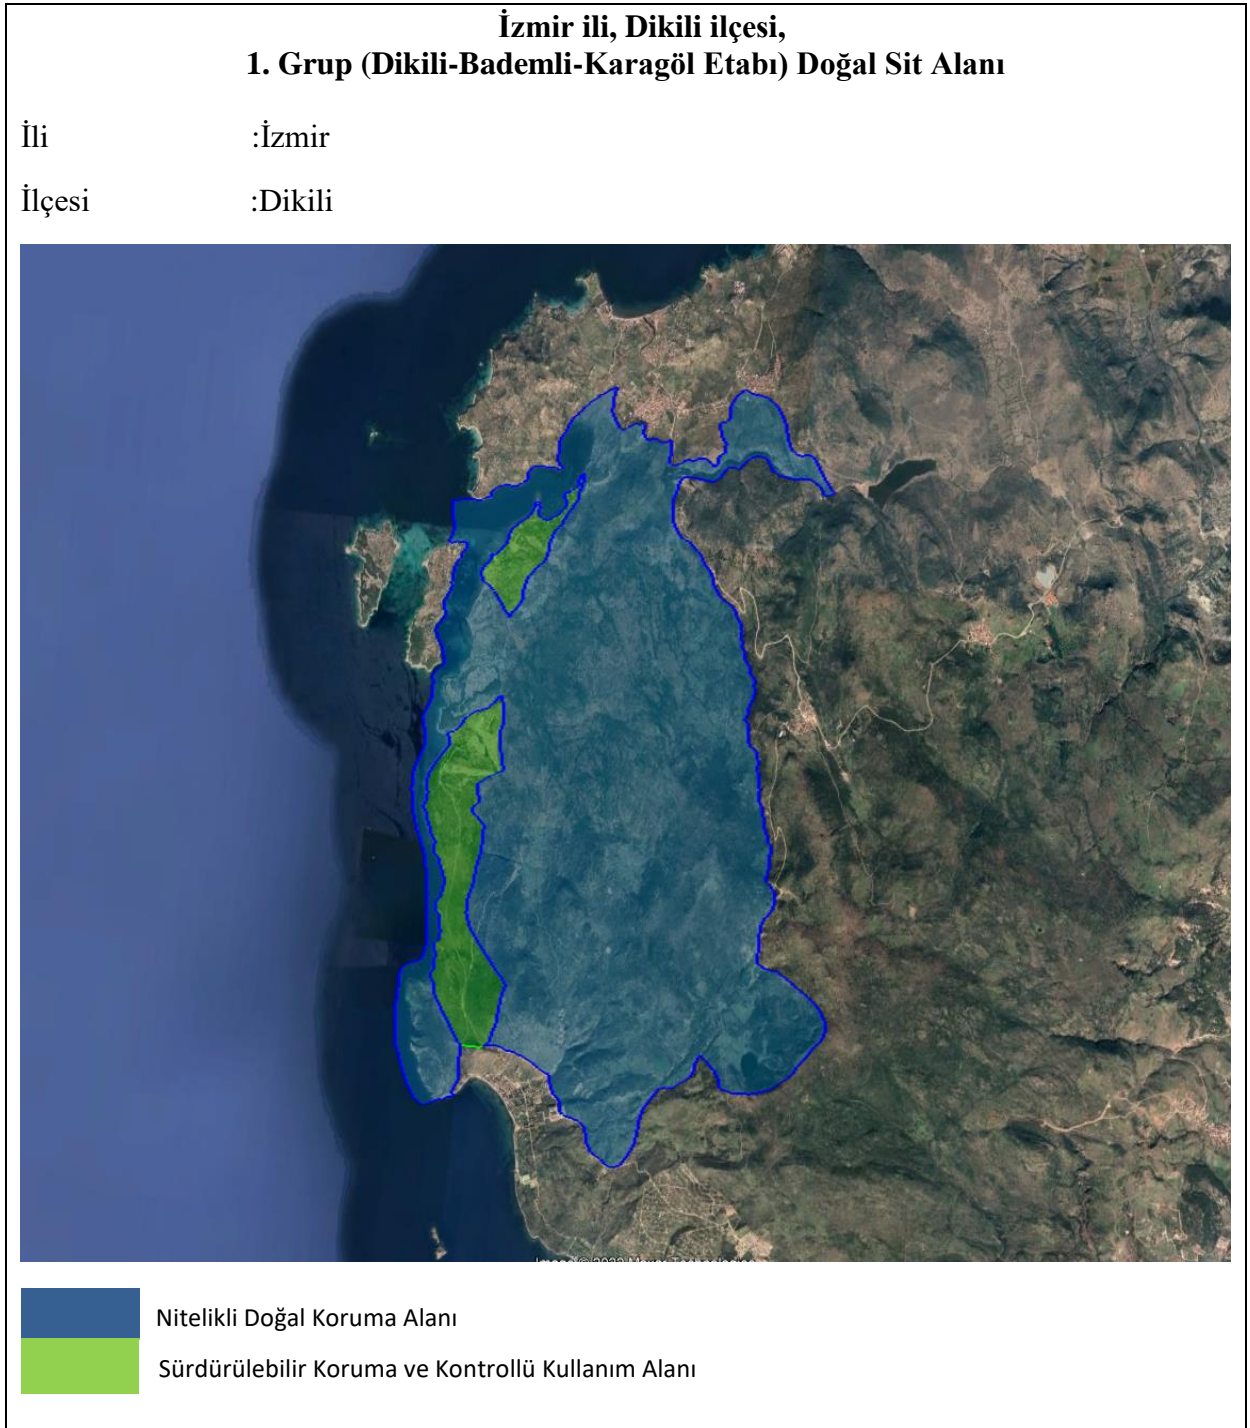 İzmir ili, Dikili ilçesi,
1. Grup (Dikili-Bademli-Karagöl Etabı) Doğal Sit Alanı
İli :İzmir
İlçesi :Dikili
Nitelikli Doğal Koruma Alanı
Sürdürülebilir Koruma ve Kontrollü Kullanım Alanı